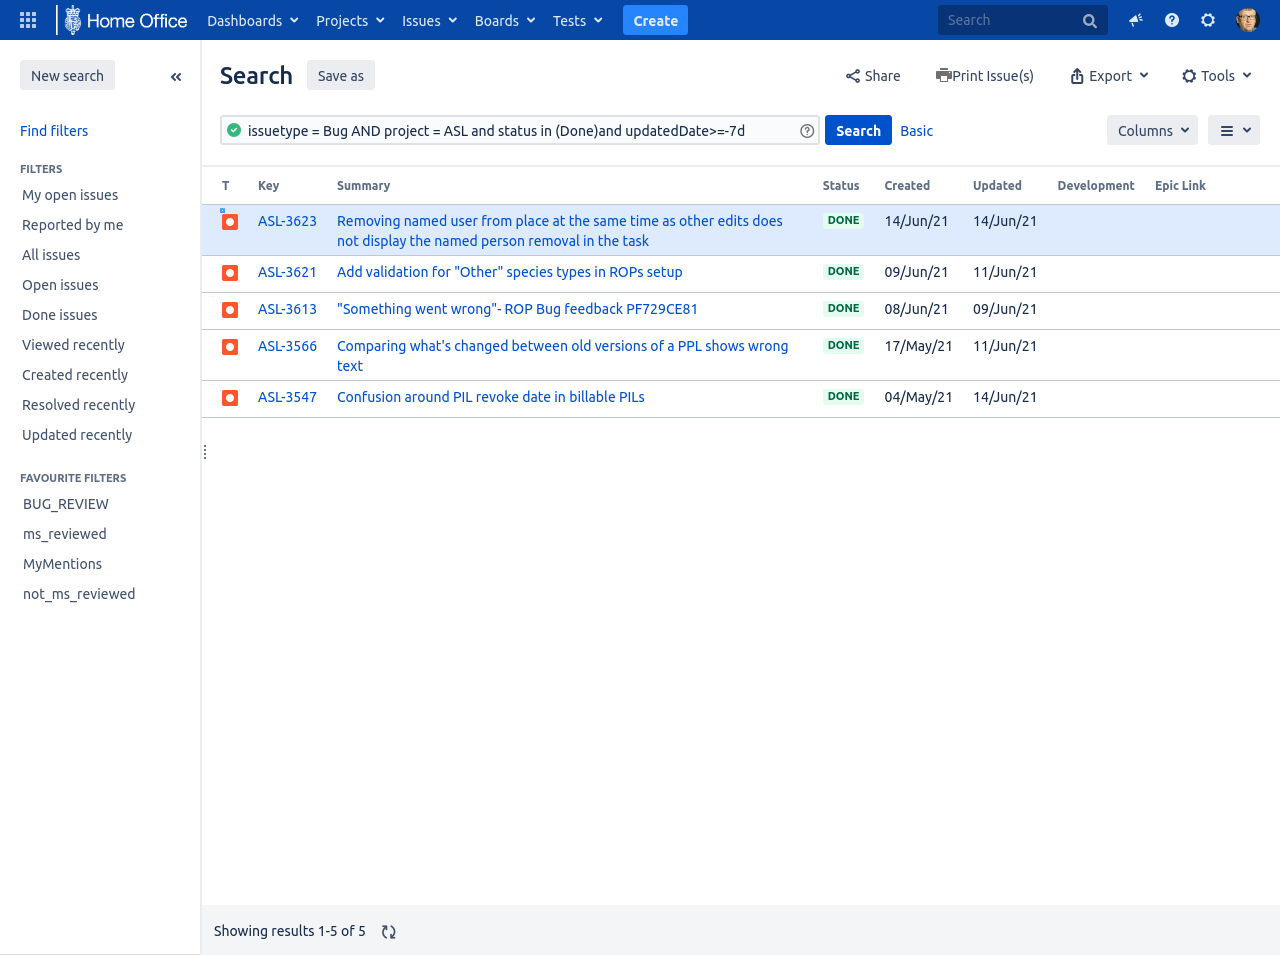 Home Office Dashboards Projects Issues Boards Tests Create Search
New search
Find filters
FILTERS
My open issues
Reported by me
All issues
Open issues
Done issues
Viewed recently
Created recently
Resolved recently
Updated recently
FAVOURITE FILTERS
BUG_REVIEW
ms_reviewed
MyMentions
not_ms_reviewed
Search Save as Share Print Issue(s) Export Tools
issuetype = Bug AND project = ASL and status in (Done)and updatedDate>=-7d Search Basic Columns
T Key Summary Status Created Updated Development Epic Link
ASL-3623 Removing named user from place at the same time as other edits does DONE 14/Jun/21 14/Jun/21
not display the named person removal in the task
ASL-3621 Add validation for "Other" species types in ROPs setup DONE 09/Jun/21 11/Jun/21
ASL-3613 "Something went wrong"- ROP Bug feedback PF729CE81 DONE 08/Jun/21 09/Jun/21
ASL-3566 Comparing what's changed between old versions of a PPL shows wrong DONE 17/May/21 11/Jun/21
text
ASL-3547 Confusion around PIL revoke date in billable PILs DONE 04/May/21 14/Jun/21
Showing results 1-5 of 5